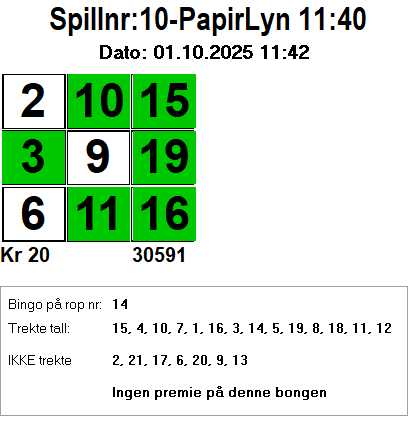 Spillnr:10-PapirLyn 11:40
Dato: 01.10.2025 11:42
2 10 15
3 9 19
6 11 16
Kr 20 30591
Bingo på rop nr: 14
Trekte tall: 15, 4, 10, 7, 1, 16, 3, 14, 5, 19, 8, 18, 11, 12
IKKE trekte 2, 21, 17, 6, 20, 9, 13
Ingen premie på denne bongen